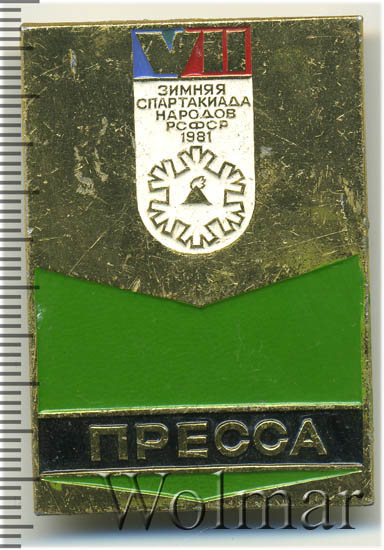 VII
ЗИМНЯЯ
СПАРТАКИАДА
НАРОДОВ
РСФСР
1981
ПРЕССА
Wolmar